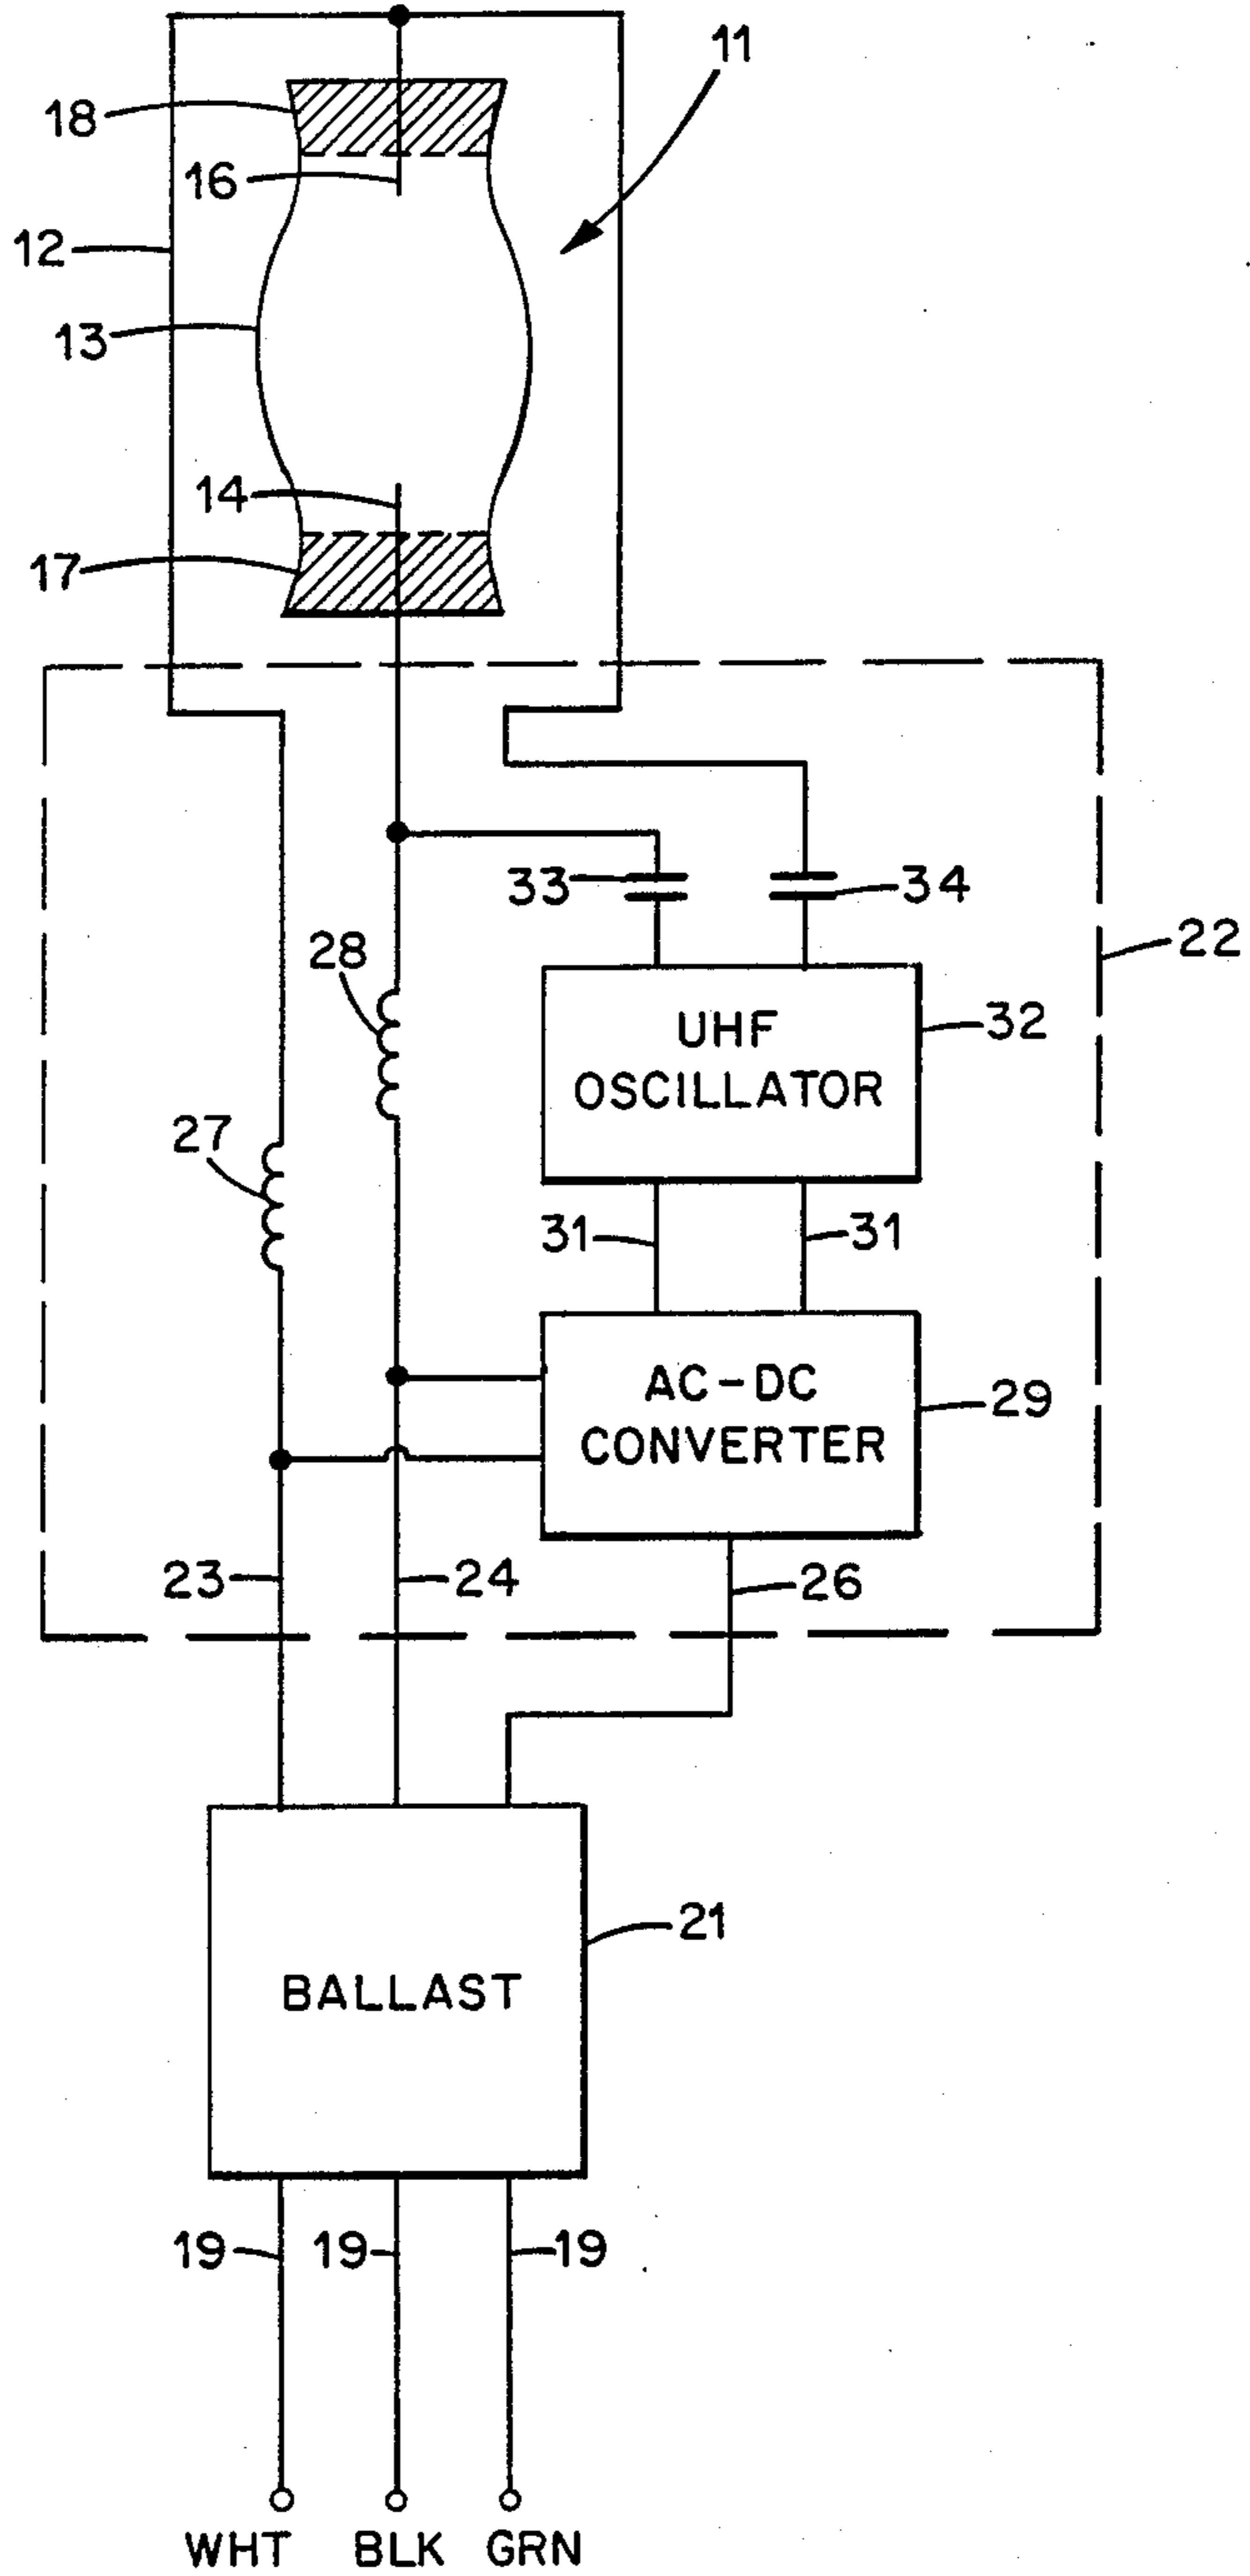 11
18
16
12
13
14
17
33
34
22
28
UHF
OSCILLATOR
32
27
31
31
AC-DC
CONVERTER
29
23
24
26
21
BALLAST
19
19
19
WHT
BLK
GRN